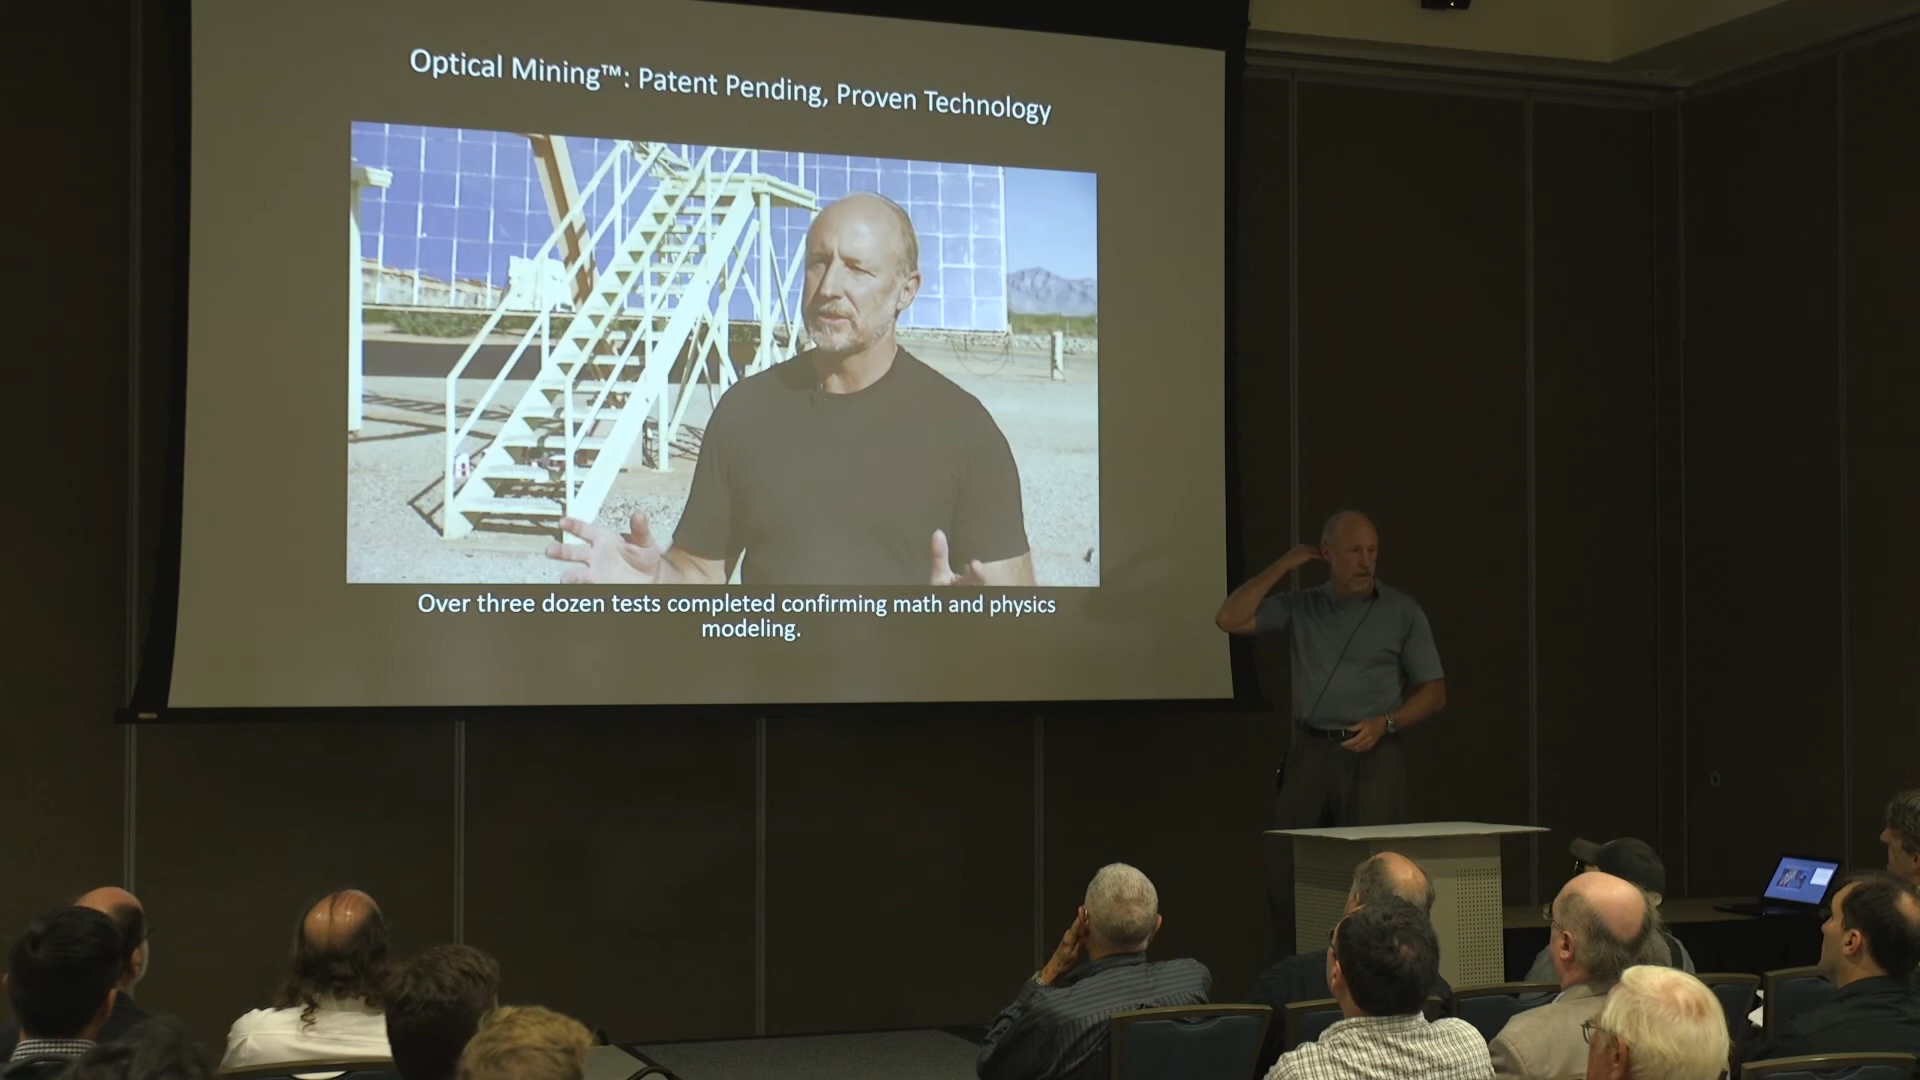 Optical Mining™: Patent Pending, Proven Technology
Over three dozen tests completed confirming math and physics
modeling.